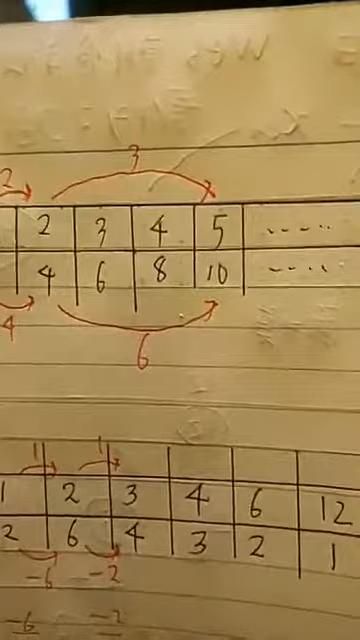 2 3
2 3 4 5 .....
4 6 8 10 .....
4 6
1 1
1 2 3 4 6 12
2 6 4 3 2 1
-6 -2
-6 -2